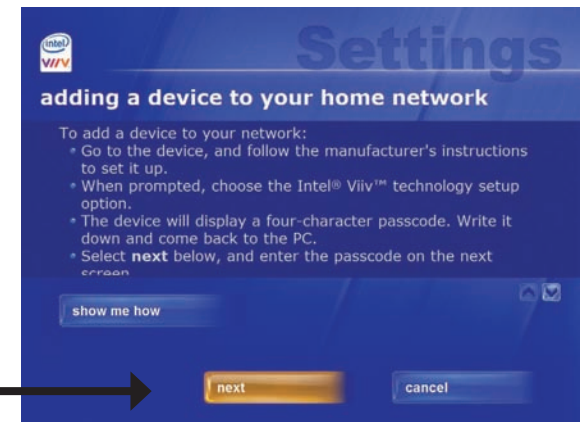 intel
VIIV
Settings
adding a device to your home network
To add a device to your network:
• Go to the device, and follow the manufacturer's instructions
to set it up.
• When prompted, choose the Intel® Viiv™ technology setup
option.
• The device will display a four-character passcode. Write it
down and come back to the PC.
• Select next below, and enter the passcode on the next
screen
show me how
next
cancel